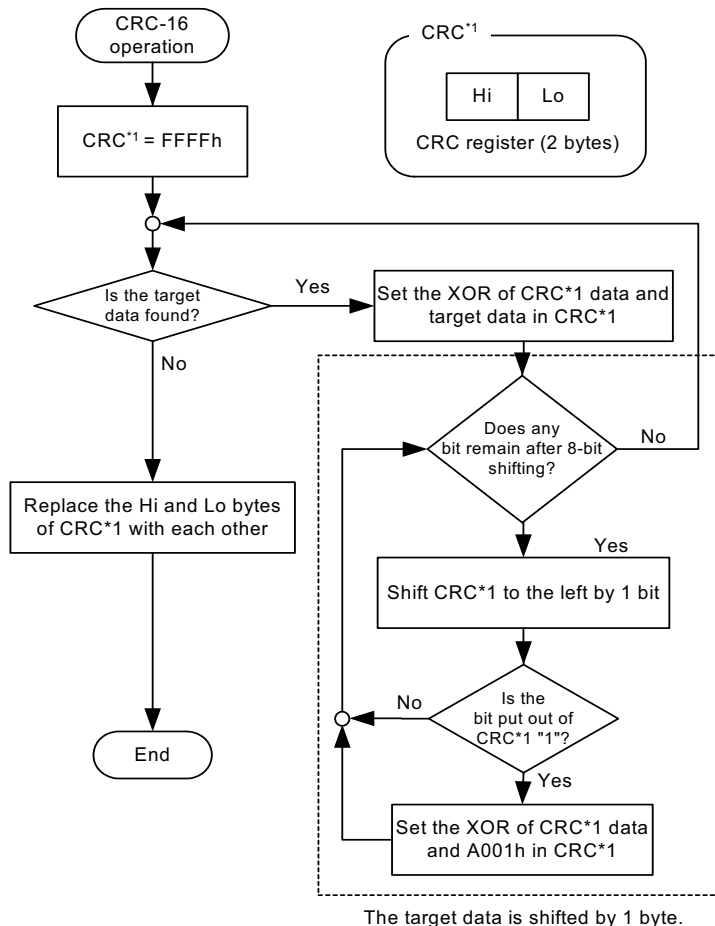 CRC-16
operation
CRC*1
Hi
Lo
CRC register (2 bytes)
CRC*1 = FFFFh
Is the target
data found?
Yes
No
Set the XOR of CRC*1 data and
target data in CRC*1
Does any
bit remain after 8-bit
shifting?
No
Yes
Replace the Hi and Lo bytes
of CRC*1 with each other
Shift CRC*1 to the left by 1 bit
Is the
bit put out of
CRC*1 "1"?
No
Yes
End
Set the XOR of CRC*1 data
and A001h in CRC*1
The target data is shifted by 1 byte.